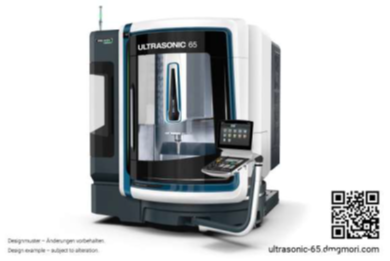 ULTRASONIC 65
Designmuster – Änderungen vorbehalten.
Design example – subject to alteration.
ultrasonic-65.dmgmori.com